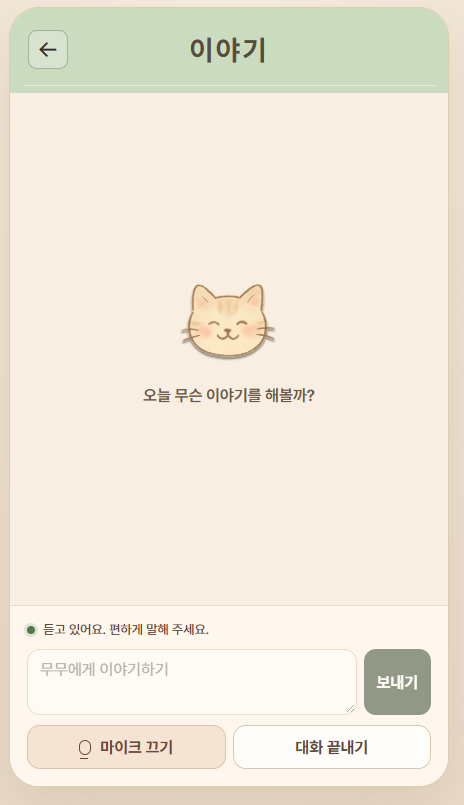 이야기
오늘 무슨 이야기를 해볼까?
듣고 있어요. 편하게 말해 주세요.
무무에게 이야기하기
보내기
마이크 끄기
대화 끝내기